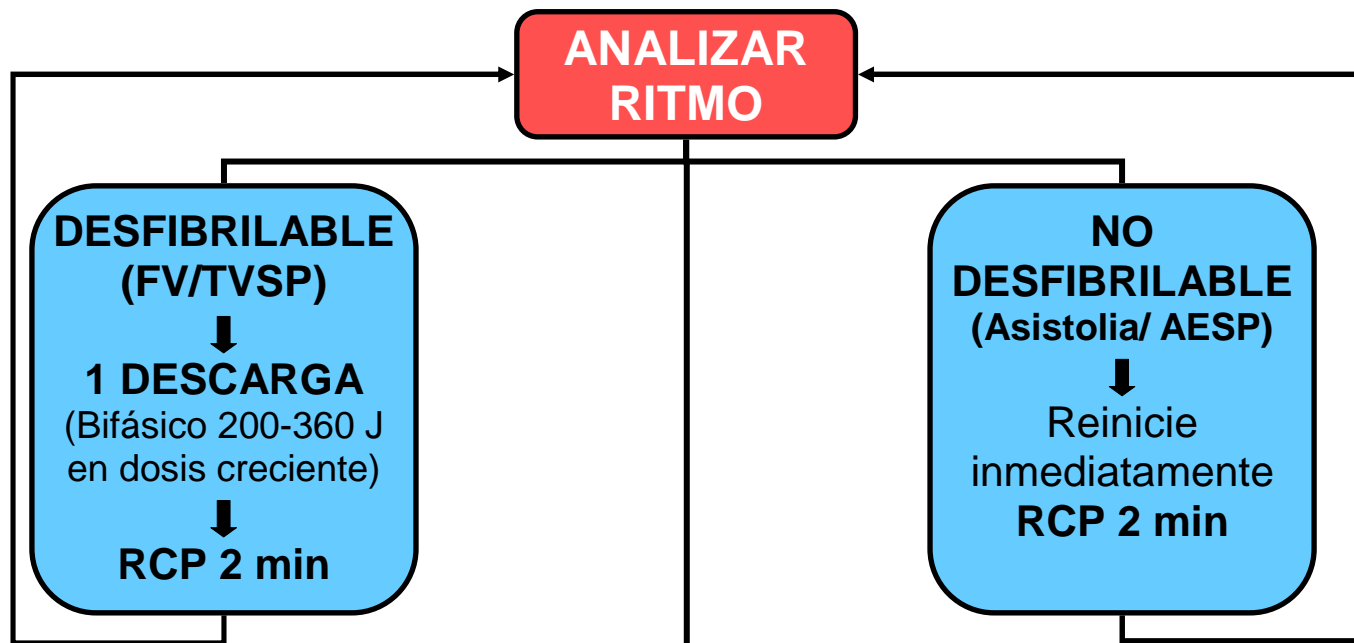 ANALIZAR
RITMO
DESFIBRILABLE
(FV/TVSP)
1 DESCARGA
(Bifásico 200-360 J
en dosis creciente)
RCP 2 min
NO
DESFIBRILABLE
(Asistolia/ AESP)
Reinicie
inmediatamente
RCP 2 min